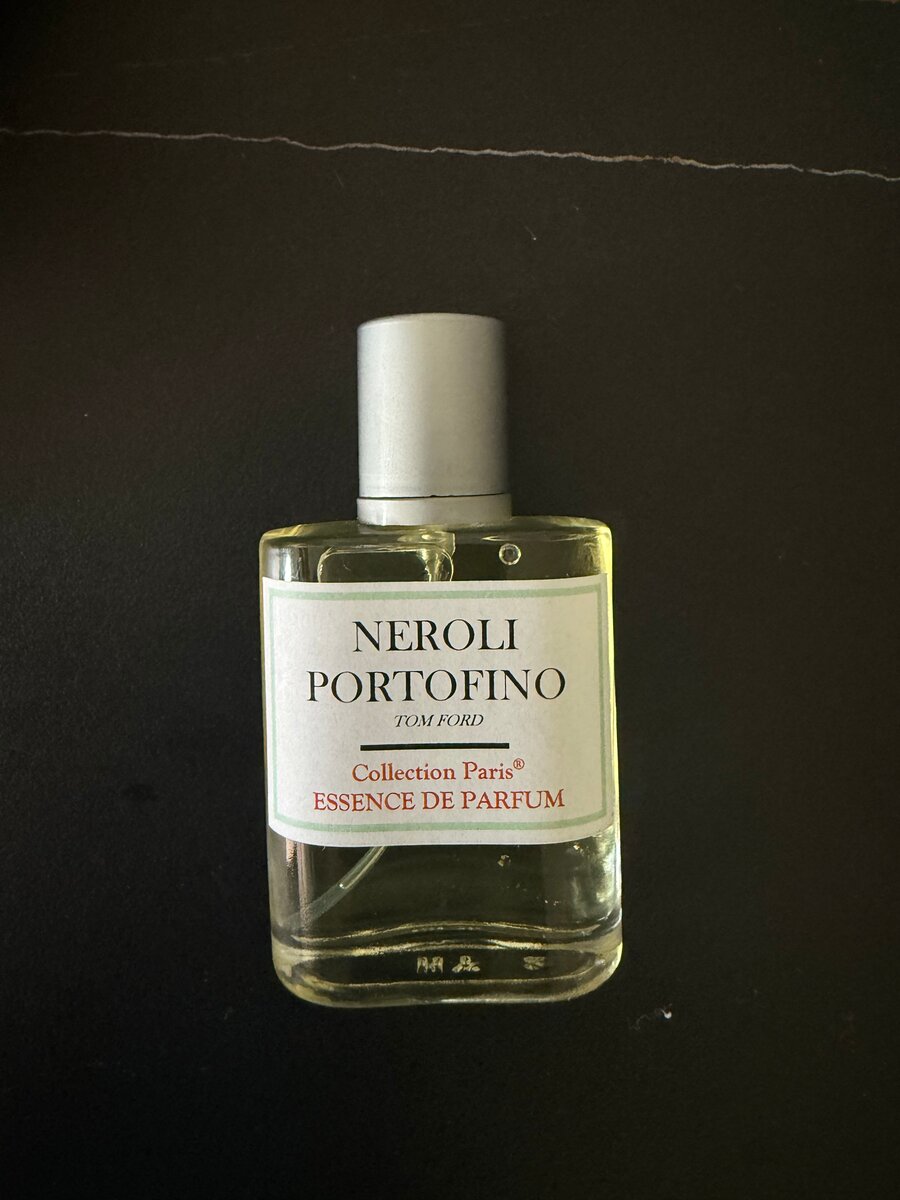 NEROLI
PORTOFINO
TOM FORD
Collection Paris®
ESSENCE DE PARFUM